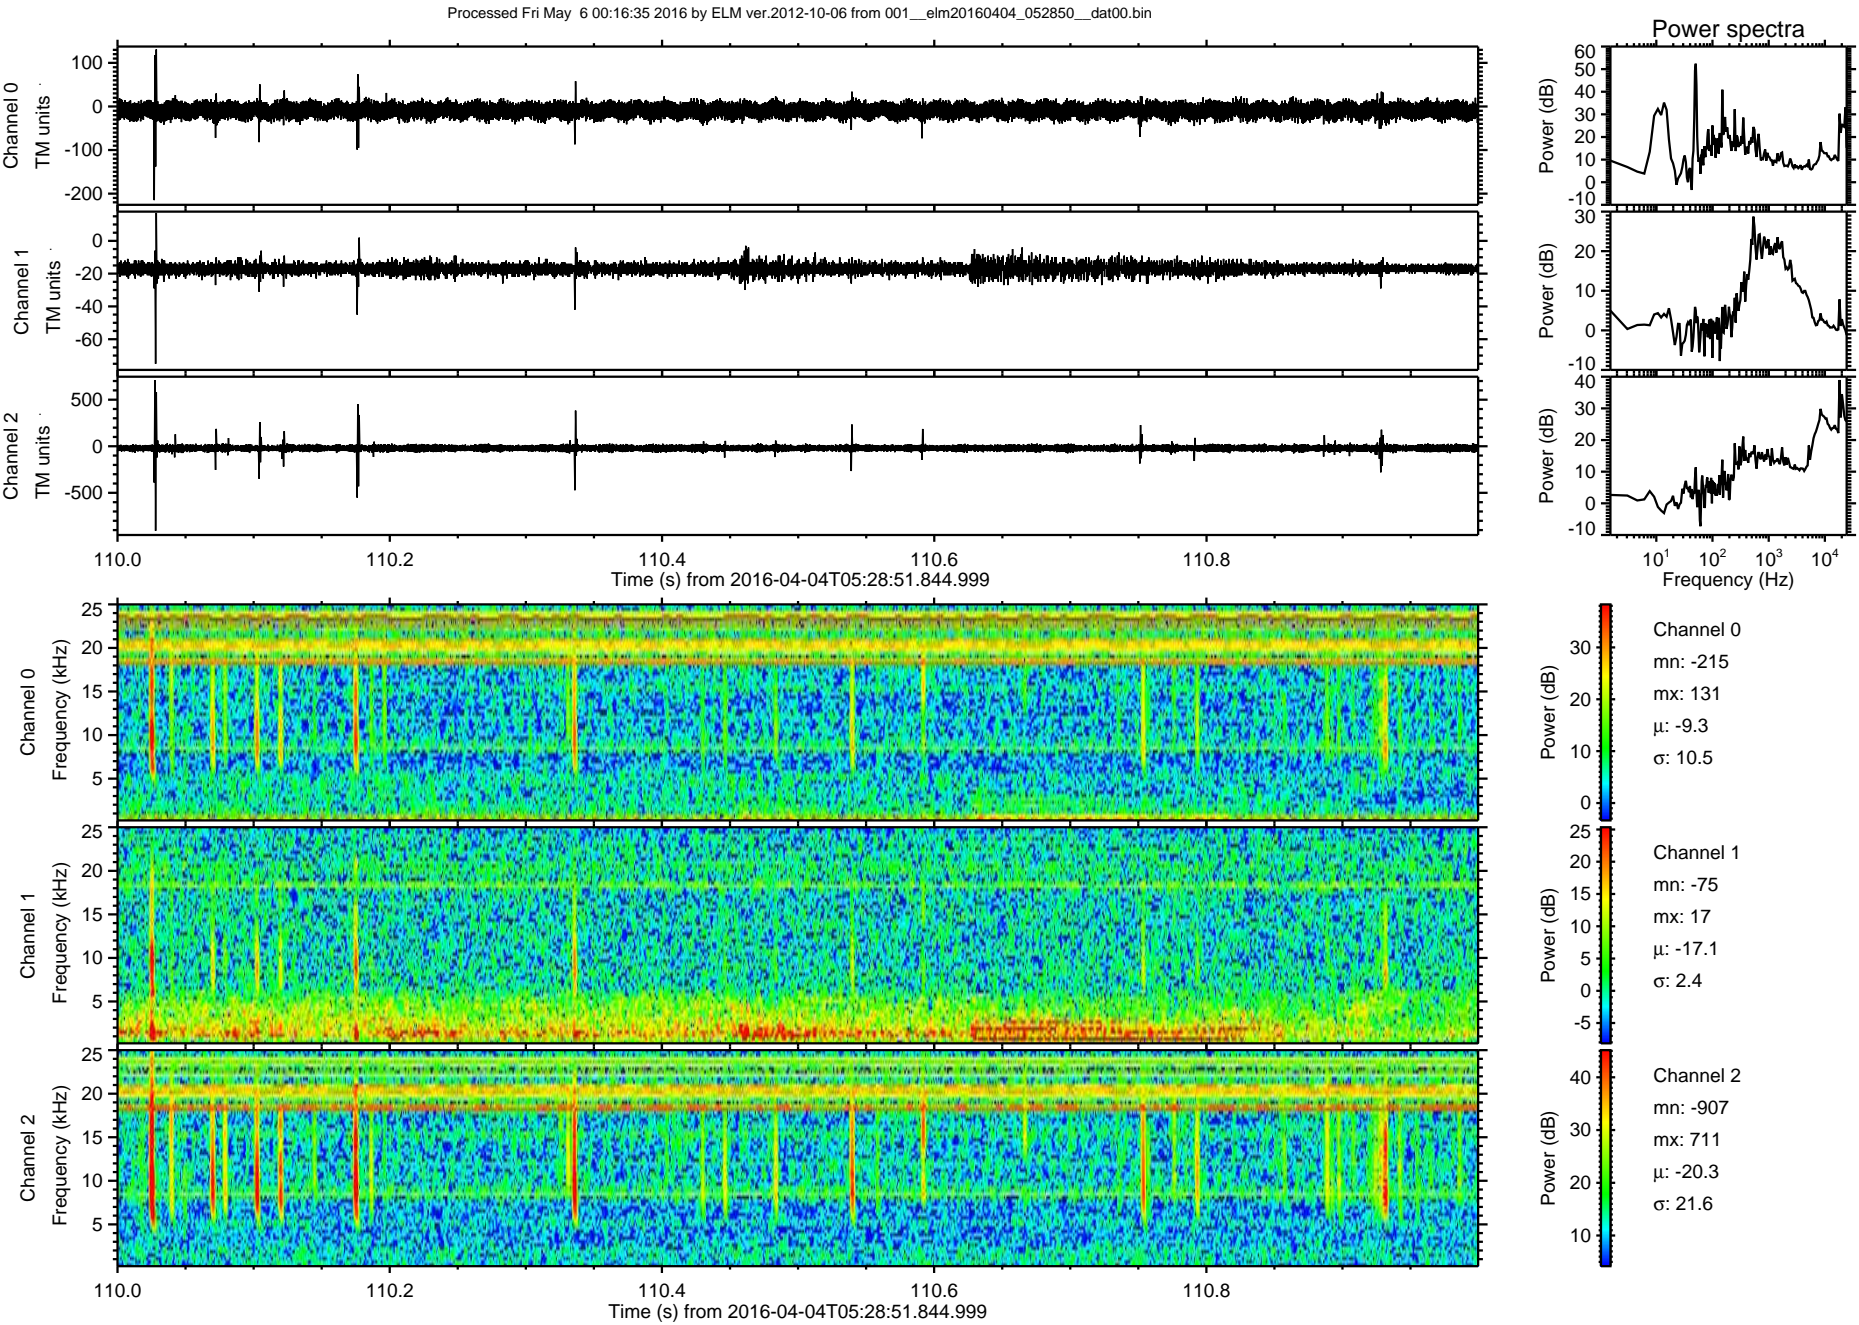 Processed Fri May 6 00:16:35 2016 by ELM ver.2012-10-06 from 001__elm20160404_052850__dat00.bin
Power spectra
Channel 0
TM units
100
0
-100
-200
Power (dB)
60
50
40
30
20
10
0
-10
Channel 1
TM units
0
-20
-40
-60
Power (dB)
30
20
10
0
-10
Channel 2
TM units
500
0
-500
Power (dB)
40
30
20
10
0
-10
110.0 110.2 110.4 110.6 110.8
Time (s) from 2016-04-04T05:28:51.844.999
10^1 10^2 10^3 10^4
Frequency (Hz)
Channel 0
Frequency (kHz)
25
20
15
10
5
Power (dB)
30
20
10
0
Channel 0
mn: -215
mx: 131
μ: -9.3
σ: 10.5
Channel 1
Frequency (kHz)
25
20
15
10
5
Power (dB)
25
20
15
10
5
0
-5
Channel 1
mn: -75
mx: 17
μ: -17.1
σ: 2.4
Channel 2
Frequency (kHz)
25
20
15
10
5
Power (dB)
40
30
20
10
Channel 2
mn: -907
mx: 711
μ: -20.3
σ: 21.6
110.0 110.2 110.4 110.6 110.8
Time (s) from 2016-04-04T05:28:51.844.999